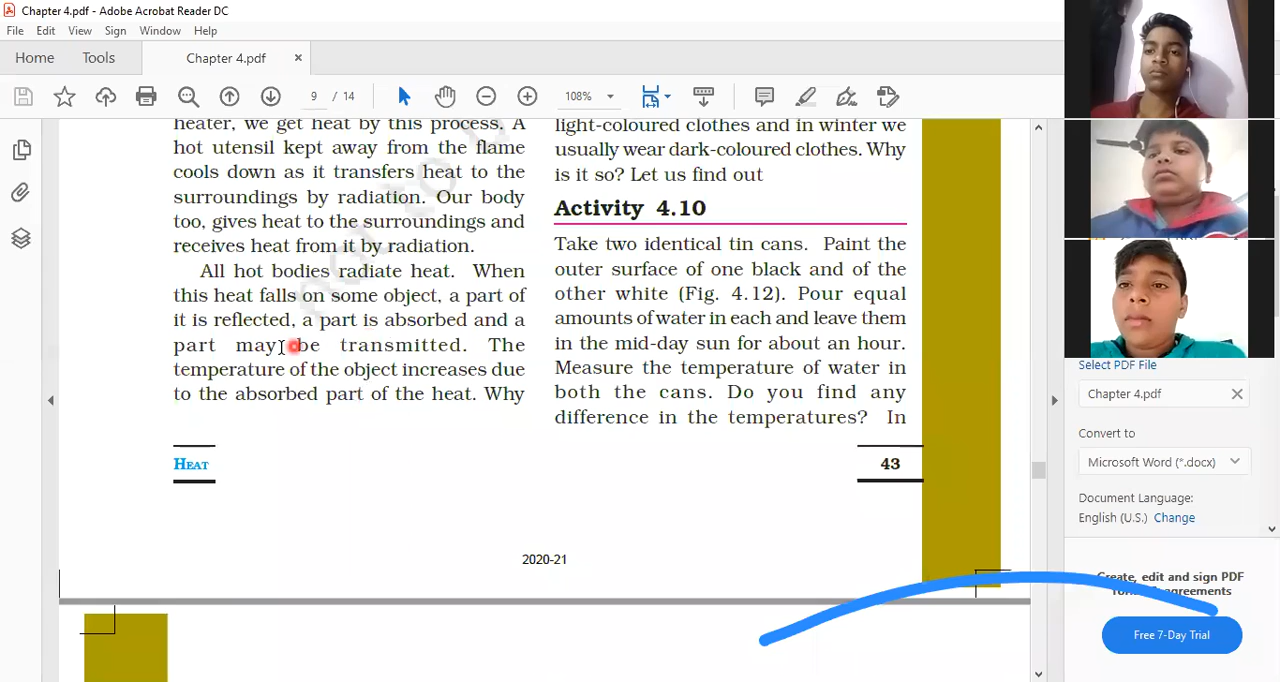 Chapter 4.pdf - Adobe Acrobat Reader DC
File Edit View Sign Window Help
Home Tools Chapter 4.pdf ×
9 / 14 108%
heater, we get heat by this process. A
hot utensil kept away from the flame
cools down as it transfers heat to the
surroundings by radiation. Our body
too, gives heat to the surroundings and
receives heat from it by radiation.
All hot bodies radiate heat. When
this heat falls on some object, a part of
it is reflected, a part is absorbed and a
part may be transmitted. The
temperature of the object increases due
to the absorbed part of the heat. Why
light-coloured clothes and in winter we
usually wear dark-coloured clothes. Why
is it so? Let us find out
Activity 4.10
Take two identical tin cans. Paint the
outer surface of one black and of the
other white (Fig. 4.12). Pour equal
amounts of water in each and leave them
in the mid-day sun for about an hour.
Measure the temperature of water in
both the cans. Do you find any
difference in the temperatures? In
HEAT
43
2020-21
Select PDF File
Chapter 4.pdf
Convert to
Microsoft Word (*.docx)
Document Language:
English (U.S.) Change
Create, edit and sign PDF
agreements
Free 7-Day Trial